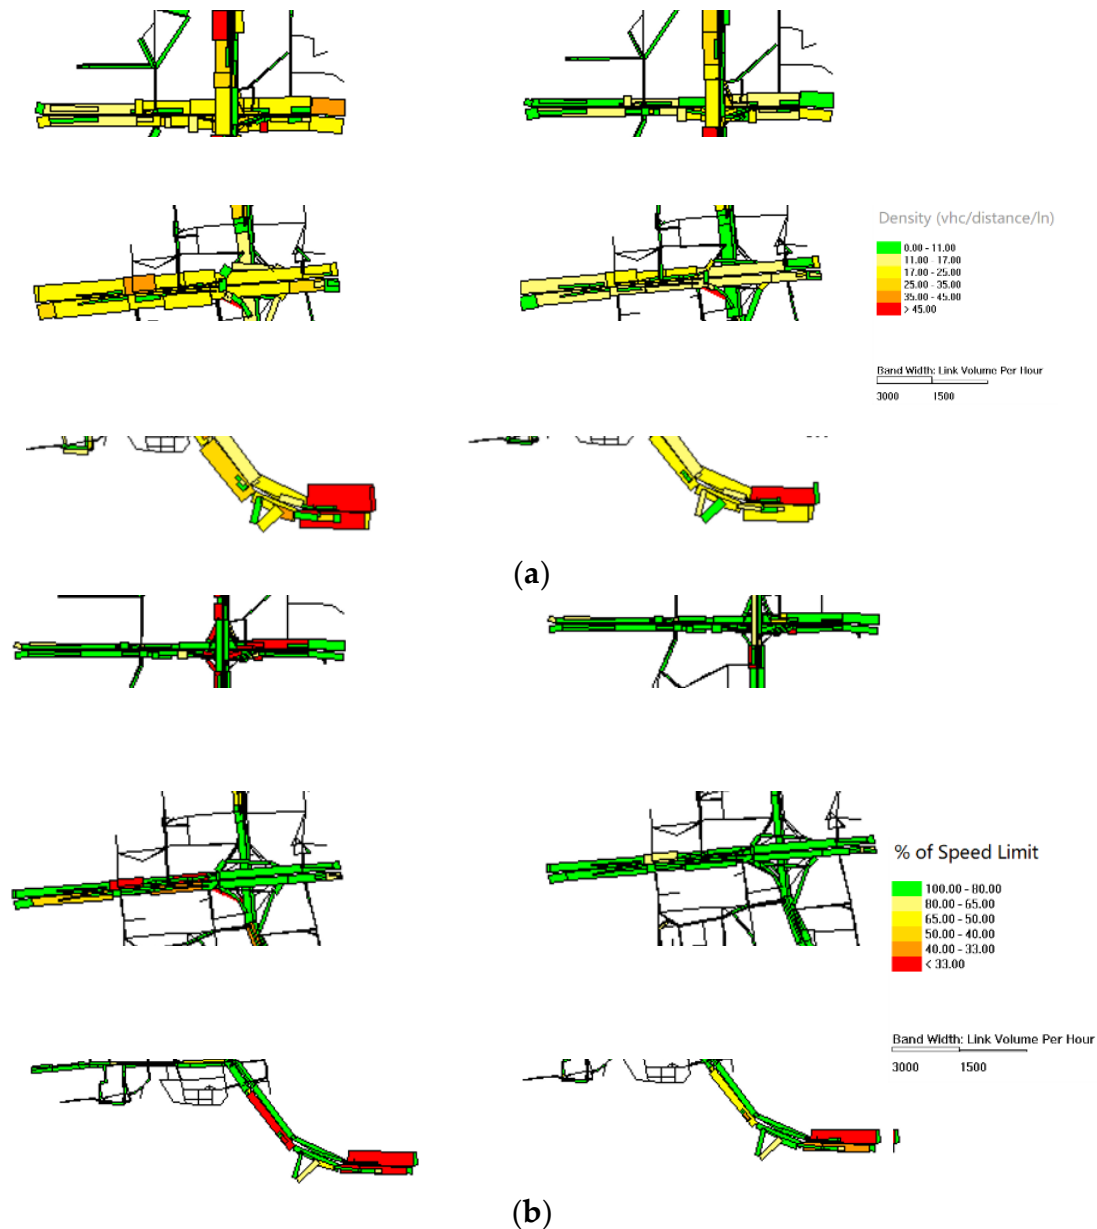 Density (vhc/distance/ln)
0.00 - 11.00
11.00 - 17.00
17.00 - 25.00
25.00 - 35.00
35.00 - 45.00
> 45.00
Band Width: Link Volume Per Hour
3000 1500
(a)
% of Speed Limit
100.00 - 80.00
80.00 - 65.00
65.00 - 50.00
50.00 - 40.00
40.00 - 33.00
< 33.00
Band Width: Link Volume Per Hour
3000 1500
(b)